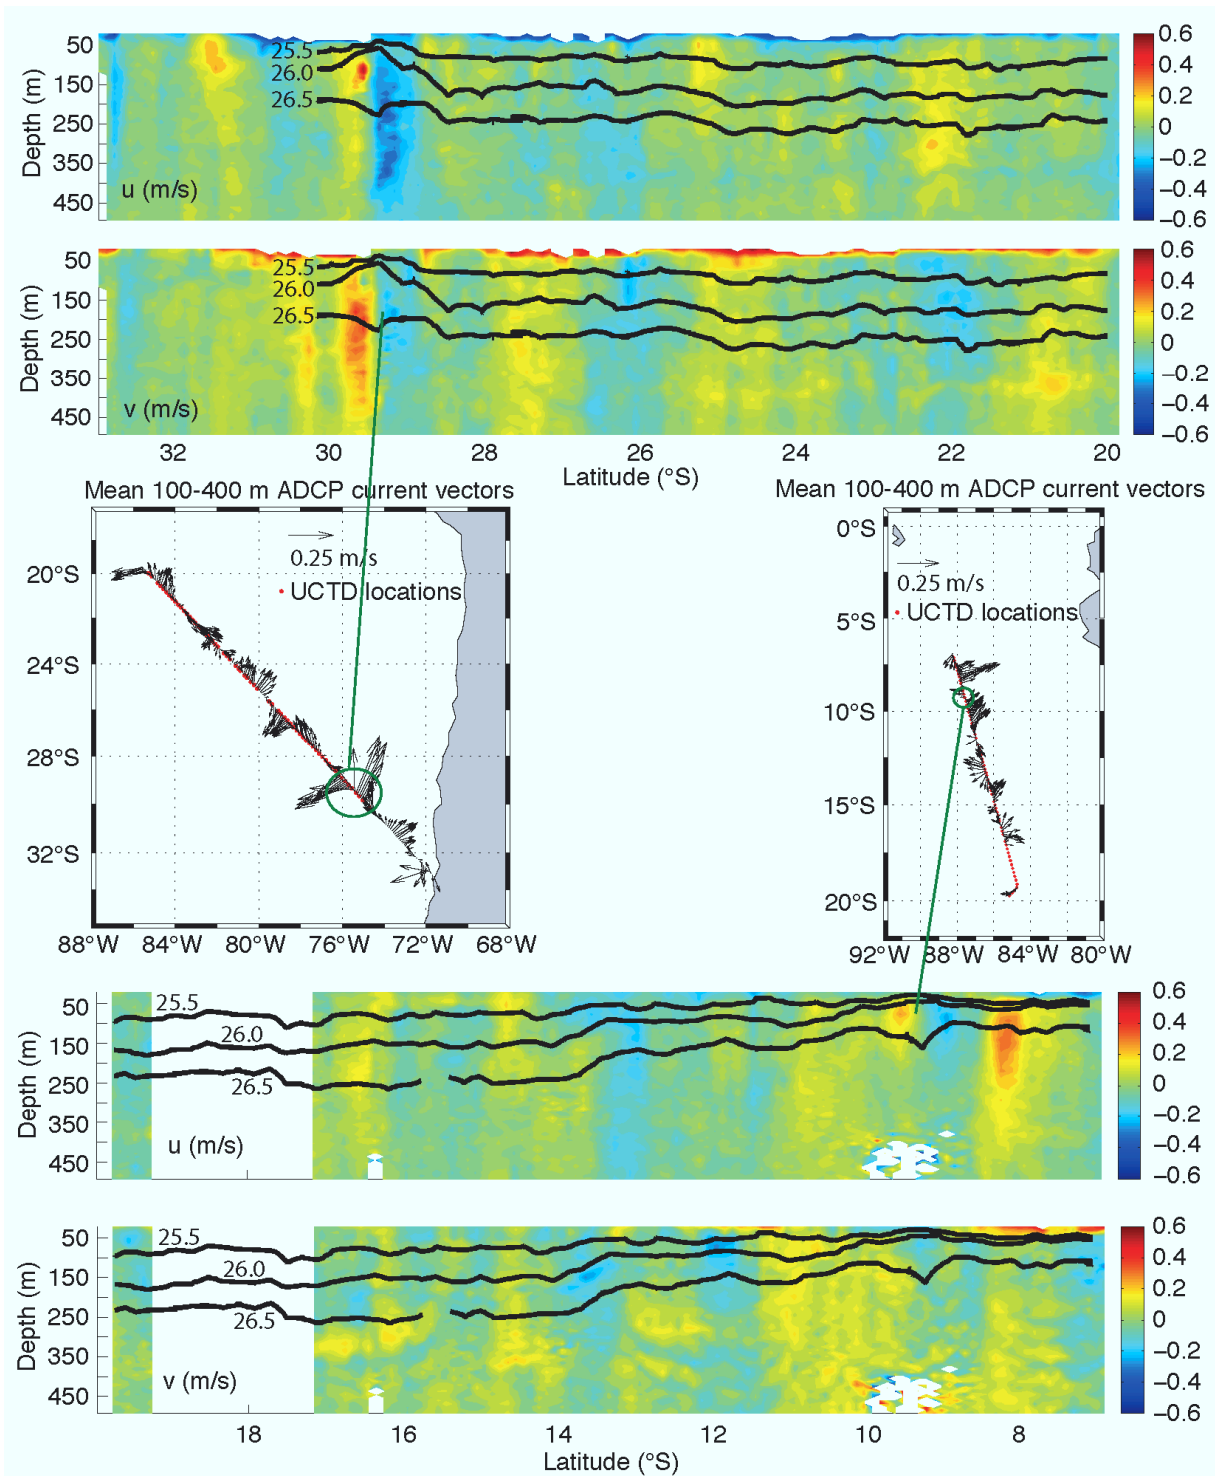 50
150
250
350
450
Depth (m)
25.5
26.0
26.5
u (m/s)
0.6
0.4
0.2
0
−0.2
−0.4
−0.6
50
150
250
350
450
Depth (m)
25.5
26.0
26.5
v (m/s)
0.6
0.4
0.2
0
−0.2
−0.4
−0.6
32 30 28 26 24 22 20
Latitude (°S)
Mean 100-400 m ADCP current vectors
0.25 m/s
UCTD locations
20°S
24°S
28°S
32°S
88°W 84°W 80°W 76°W 72°W 68°W
Mean 100-400 m ADCP current vectors
0°S
0.25 m/s
UCTD locations
5°S
10°S
15°S
20°S
92°W 88°W 84°W 80°W
50
150
250
350
450
Depth (m)
25.5
26.0
26.5
u (m/s)
0.6
0.4
0.2
0
−0.2
−0.4
−0.6
50
150
250
350
450
Depth (m)
25.5
26.0
26.5
v (m/s)
0.6
0.4
0.2
0
−0.2
−0.4
−0.6
18 16 14 12 10 8
Latitude (°S)